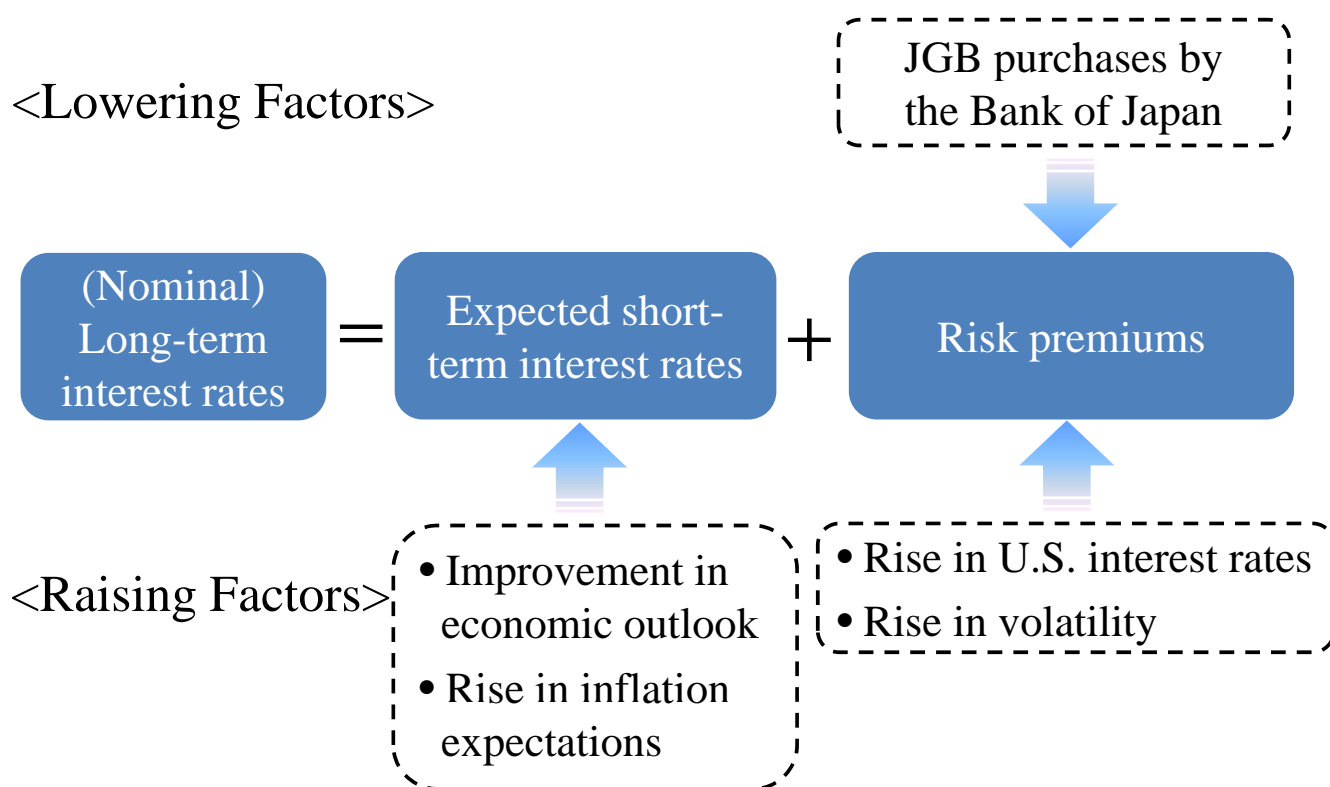 JGB purchases by
the Bank of Japan
<Lowering Factors>
(Nominal)
Long-term
interest rates
=
Expected short-
term interest rates
+
Risk premiums
<Raising Factors>
• Improvement in
economic outlook
• Rise in inflation
expectations
• Rise in U.S. interest rates
• Rise in volatility